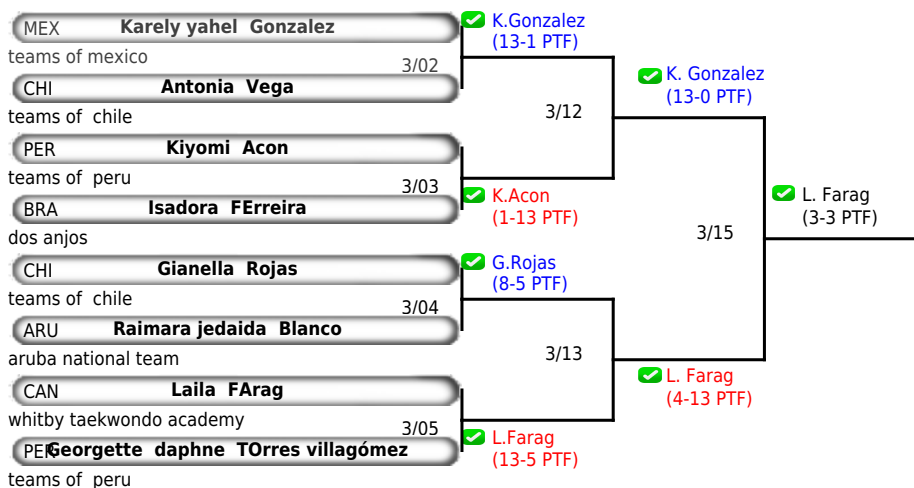 MEX Karely yahel Gonzalez
K.Gonzalez
(13-1 PTF)
teams of mexico
3/02
CHI Antonia Vega
K. Gonzalez
(13-0 PTF)
teams of chile
3/12
PER Kiyomi Acon
teams of peru
3/03
K.Acon
(1-13 PTF)
L. Farag
(3-3 PTF)
BRA Isadora FErreira
3/15
dos anjos
CHI Gianella Rojas
G.Rojas
(8-5 PTF)
teams of chile
3/04
ARU Raimara jedaida Blanco
3/13
aruba national team
CAN Laila FArag
L. Farag
(4-13 PTF)
whitby taekwondo academy
3/05
L.Farag
(13-5 PTF)
PER Georgette daphne TOrres villagómez
teams of peru